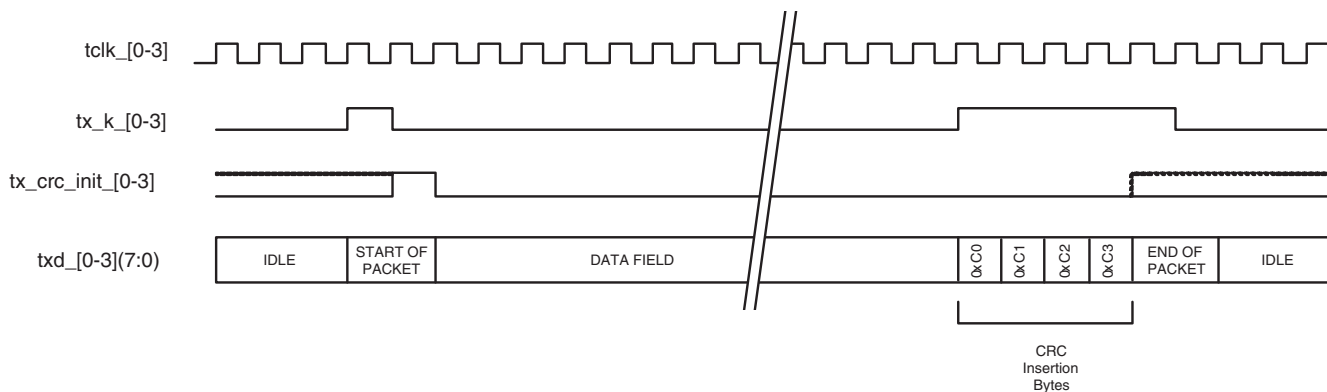 tclk_[0-3]
tx_k_[0-3]
tx_crc_init_[0-3]
txd_[0-3](7:0)
IDLE
START OF
PACKET
DATA FIELD
0xC0
0xC1
0xC2
0xC3
END OF
PACKET
IDLE
CRC
Insertion
Bytes